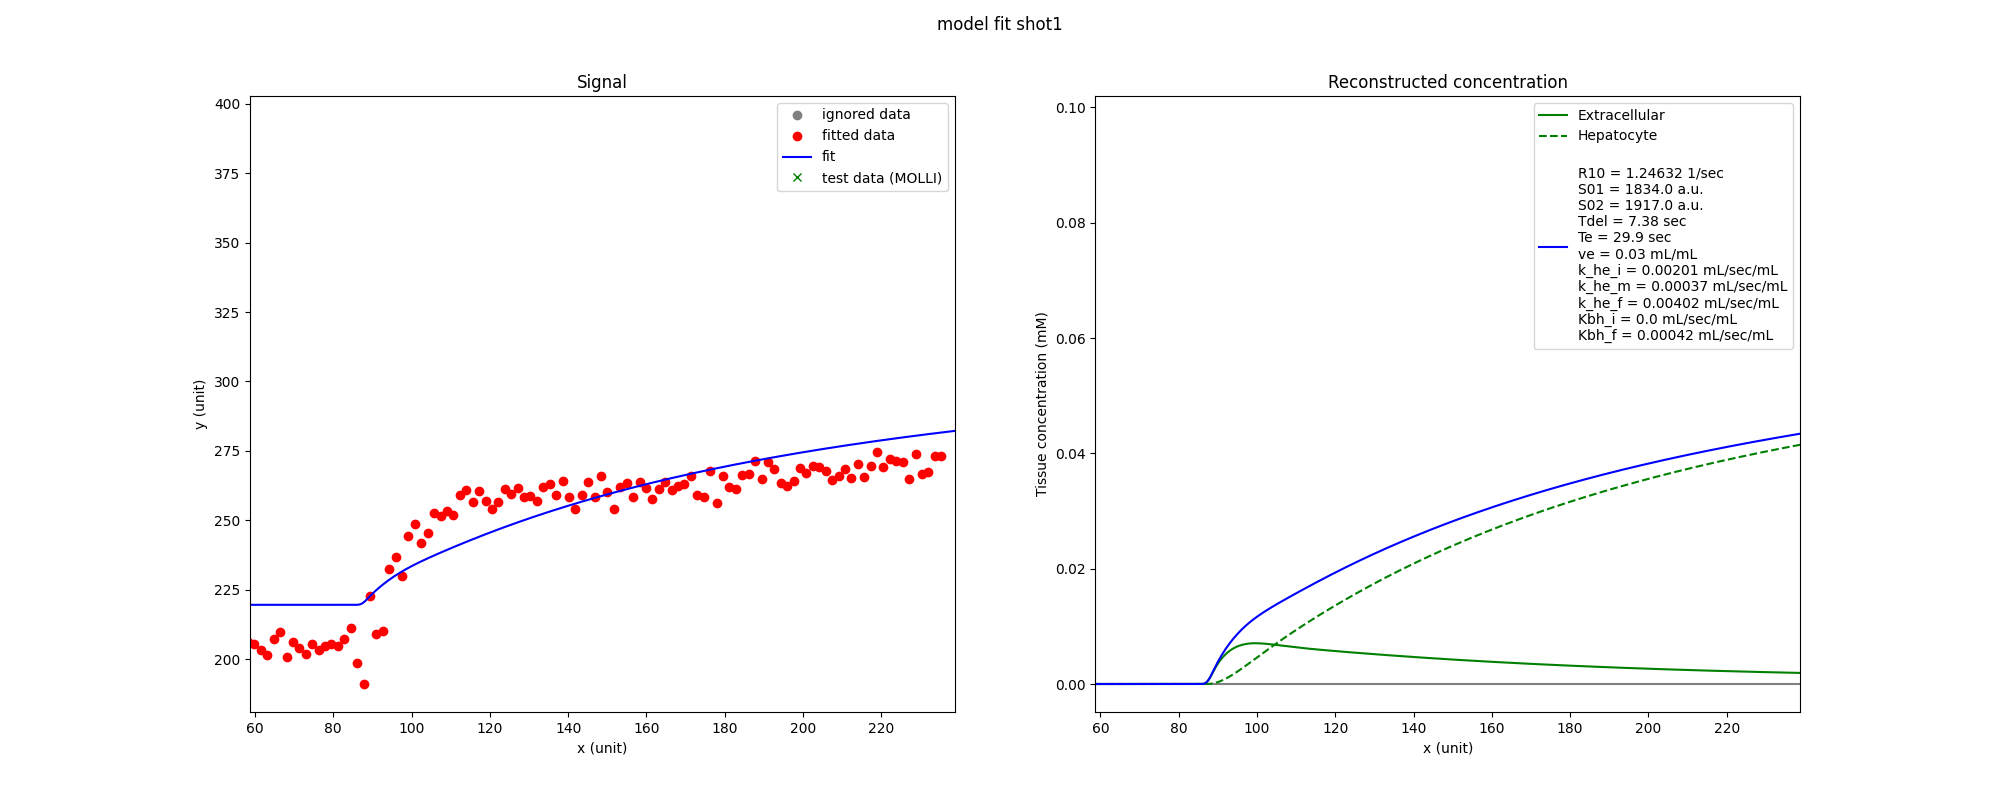 model fit shot1
Signal
400
375
350
325
300
275
250
225
200
y (unit)
60 80 100 120 140 160 180 200 220
x (unit)
ignored data
fitted data
fit
test data (MOLLI)
Reconstructed concentration
0.10
0.08
0.06
0.04
0.02
0.00
Tissue concentration (mM)
60 80 100 120 140 160 180 200 220
x (unit)
Extracellular
Hepatocyte
R10 = 1.24632 1/sec
S01 = 1834.0 a.u.
S02 = 1917.0 a.u.
Tdel = 7.38 sec
Te = 29.9 sec
ve = 0.03 mL/mL
k_he_i = 0.00201 mL/sec/mL
k_he_m = 0.00037 mL/sec/mL
k_he_f = 0.00402 mL/sec/mL
Kbh_i = 0.0 mL/sec/mL
Kbh_f = 0.00042 mL/sec/mL